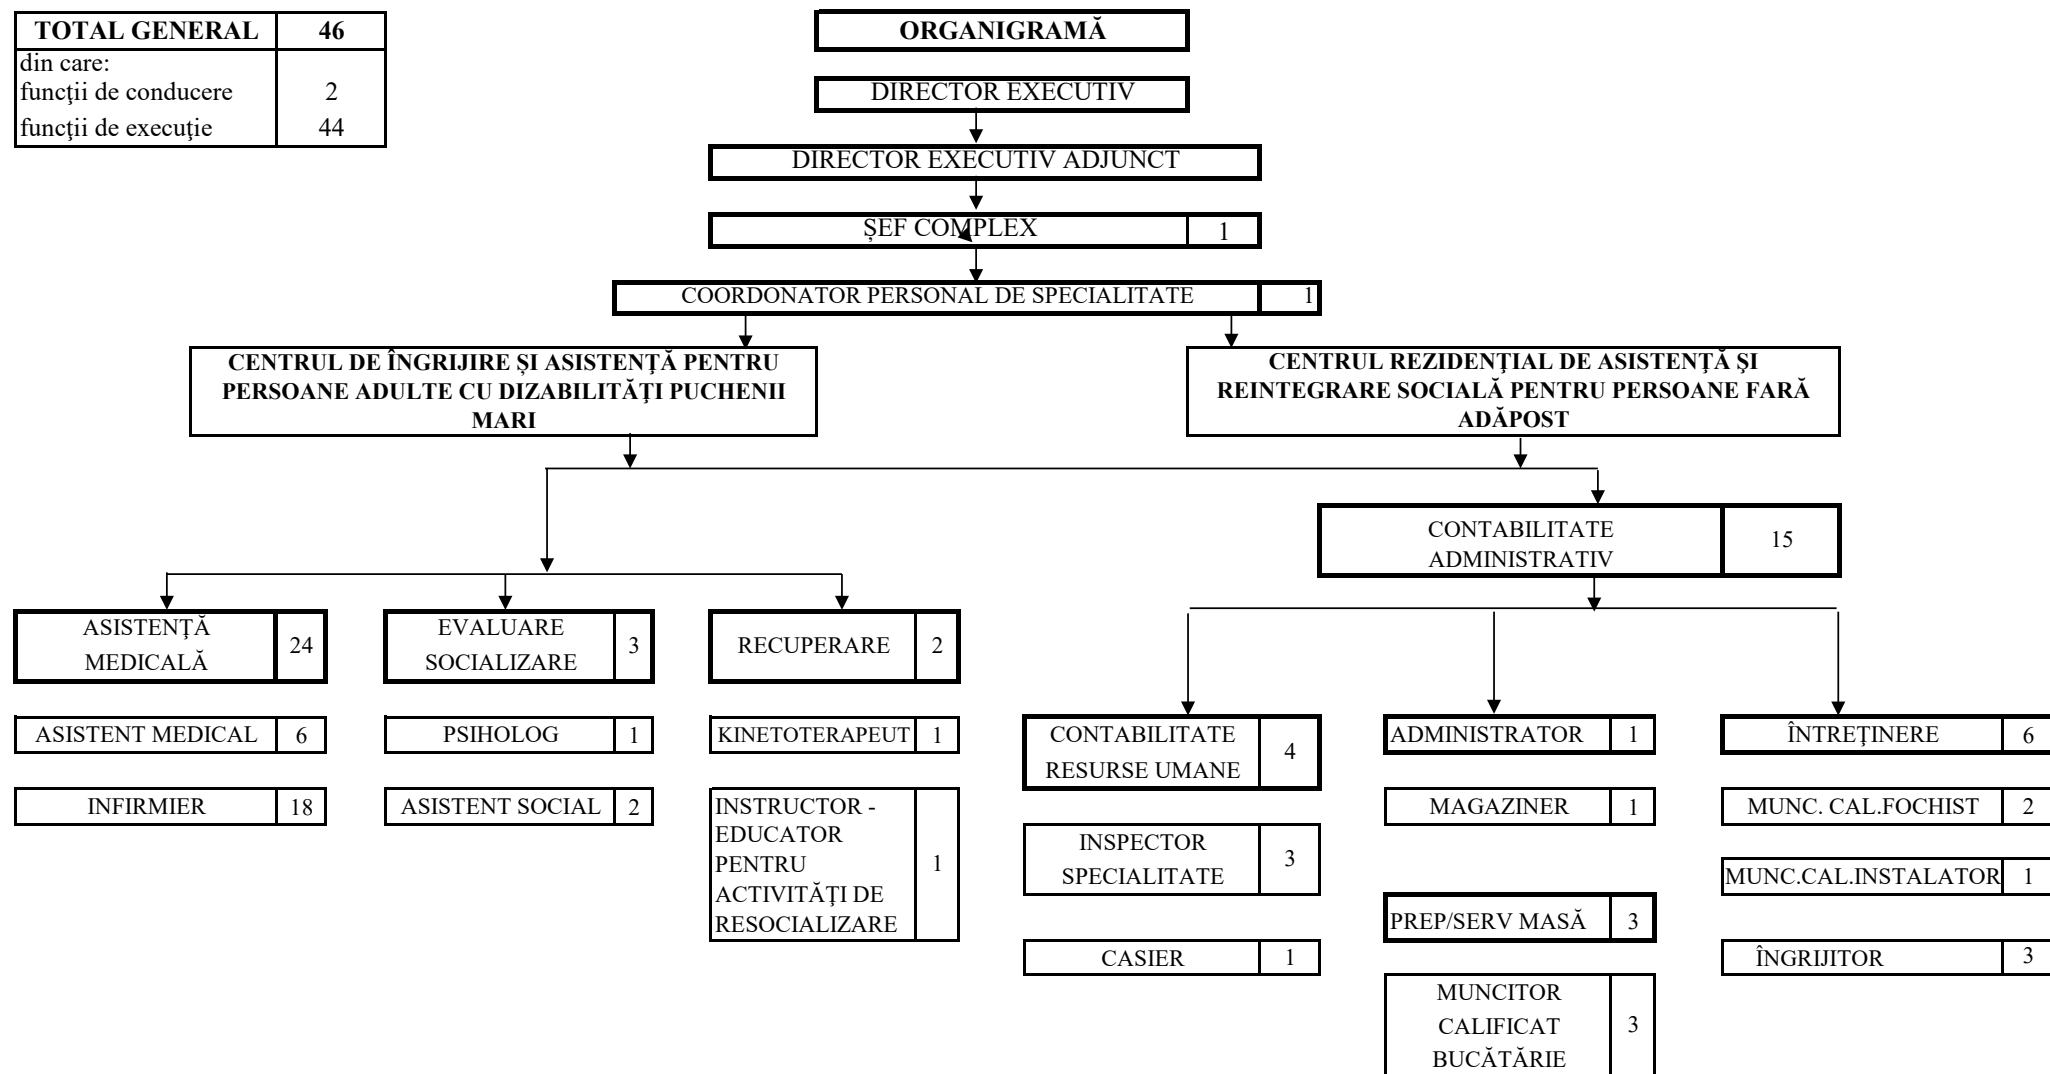 TOTAL GENERAL 46
din care:
funcţii de conducere 2
funcţii de execuţie 44
ORGANIGRAMĂ
DIRECTOR EXECUTIV
DIRECTOR EXECUTIV ADJUNCT
ȘEF COMPLEX 1
COORDONATOR PERSONAL DE SPECIALITATE 1
CENTRUL DE ÎNGRIJIRE ȘI ASISTENŢĂ PENTRU
PERSOANE ADULTE CU DIZABILITĂŢI PUCHENII
MARI
CENTRUL REZIDENŢIAL DE ASISTENŢĂ ŞI
REINTEGRARE SOCIALĂ PENTRU PERSOANE FARĂ
ADĂPOST
CONTABILITATE
ADMINISTRATIV
15
ASISTENŢĂ
MEDICALĂ
24
EVALUARE
SOCIALIZARE
3
RECUPERARE 2
ASISTENT MEDICAL 6
INFIRMIER 18
PSIHOLOG 1
ASISTENT SOCIAL 2
KINETOTERAPEUT 1
INSTRUCTOR -
EDUCATOR
PENTRU
ACTIVITĂŢI DE
RESOCIALIZARE
1
CONTABILITATE
RESURSE UMANE
4
INSPECTOR
SPECIALITATE
3
CASIER 1
ADMINISTRATOR 1
MAGAZINER 1
PREP/SERV MASĂ 3
MUNCITOR
CALIFICAT
BUCĂTĂRIE
3
ÎNTREŢINERE 6
MUNC. CAL.FOCHIST 2
MUNC.CAL.INSTALATOR 1
ÎNGRIJITOR 3